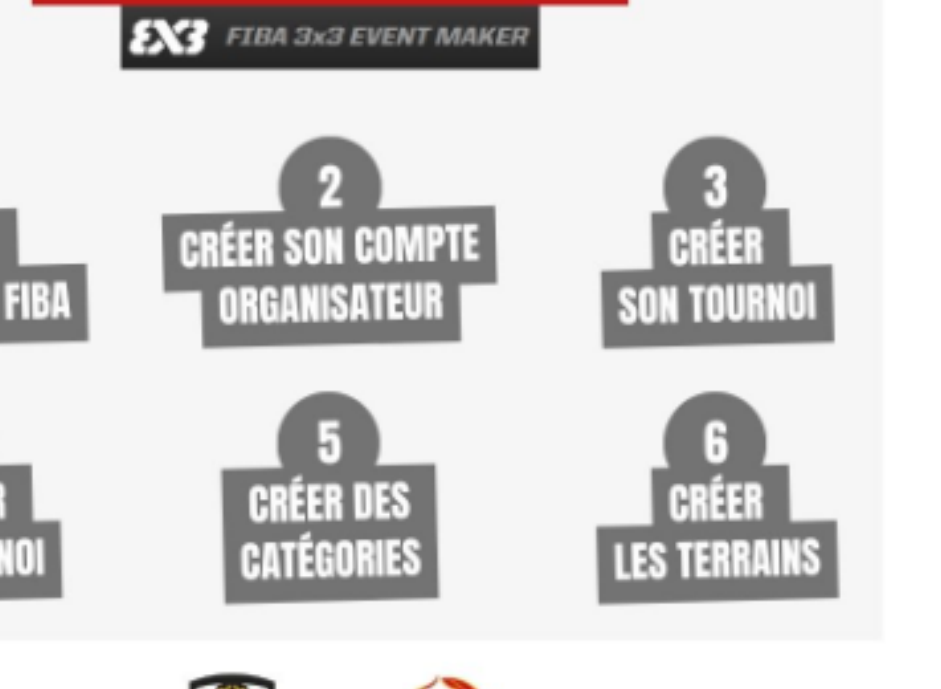 3X3 FIBA 3x3 EVENT MAKER
2
CRÉER SON COMPTE
ORGANISATEUR
3
CRÉER
SON TOURNOI
FIBA
5
CRÉER DES
CATÉGORIES
6
CRÉER
LES TERRAINS